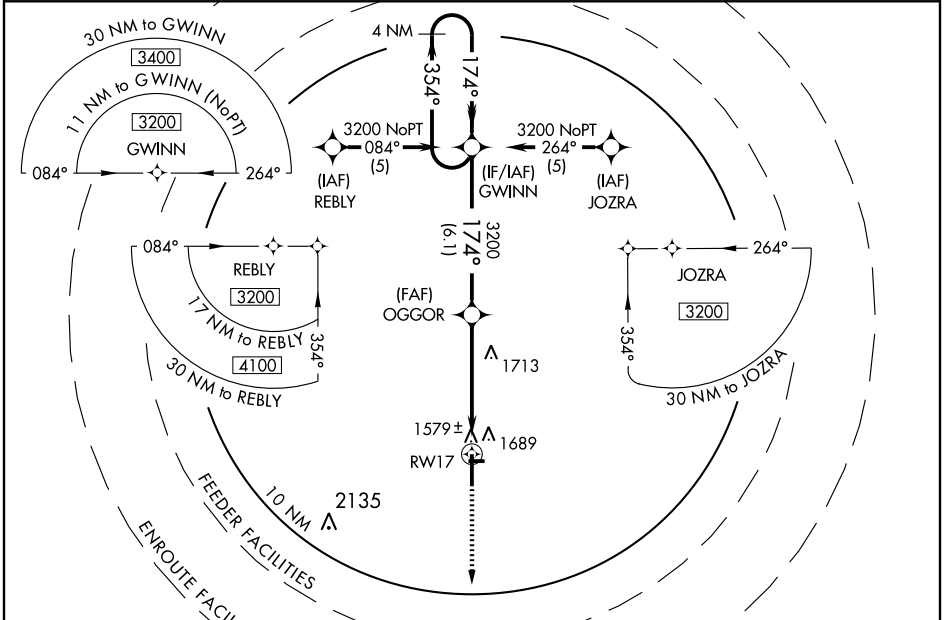 30 NM to GWINN
3400
11 NM to GWINN (NoPT)
3200
GWINN
084°
264°
4 NM
354°
174°
3200 NoPT
084°
(5)
(IAF)
REBLY
(IF/IAF)
GWINN
3200 NoPT
264°
(5)
(IAF)
JOZRA
3200
174°
(6.1)
084°
REBLY
3200
17 NM to REBLY
4100
30 NM to REBLY
354°
264°
JOZRA
3200
354°
30 NM to JOZRA
(FAF)
OGGOR
1713
1579 ±
1689
RW17
2135
10 NM
FEEDER FACILITIES
ENROUTE FACIL